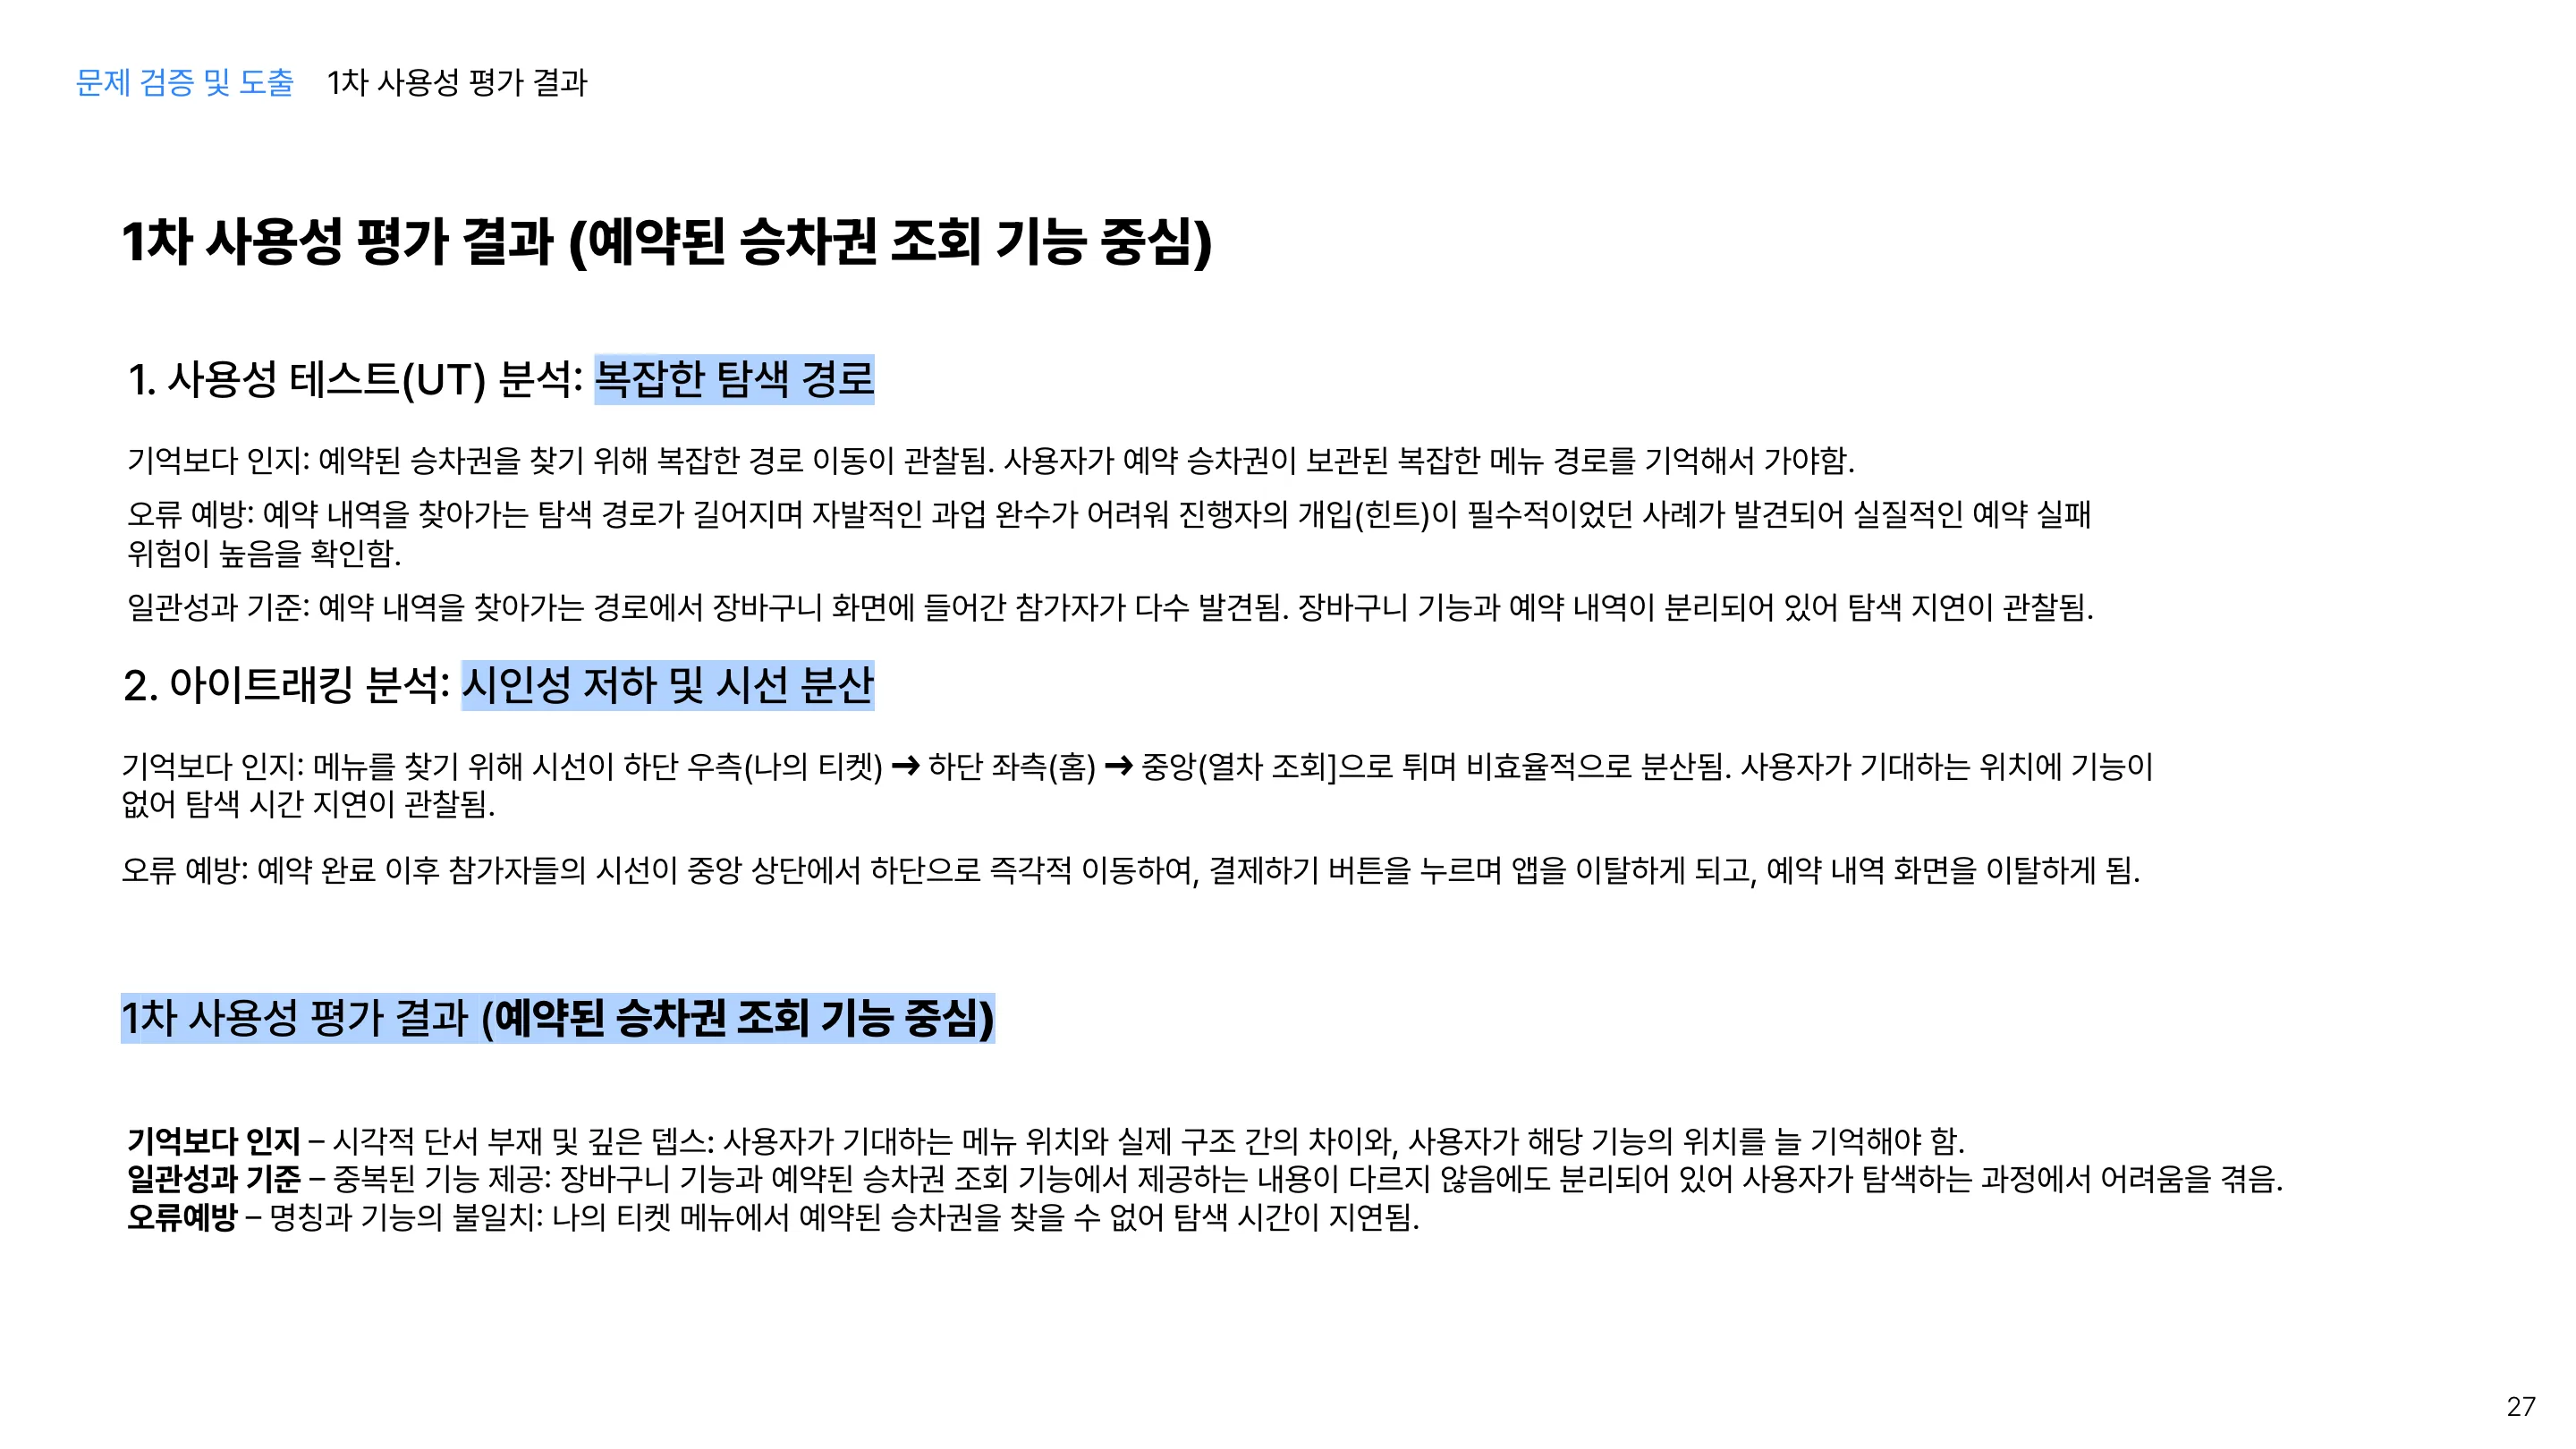 문제 검증 및 도출 1차 사용성 평가 결과
1차 사용성 평가 결과 (예약된 승차권 조회 기능 중심)
1. 사용성 테스트(UT) 분석: 복잡한 탐색 경로
기억보다 인지: 예약된 승차권을 찾기 위해 복잡한 경로 이동이 관찰됨. 사용자가 예약 승차권이 보관된 복잡한 메뉴 경로를 기억해서 가야함.
오류 예방: 예약 내역을 찾아가는 탐색 경로가 길어지며 자발적인 과업 완수가 어려워 진행자의 개입(힌트)이 필수적이었던 사례가 발견되어 실질적인 예약 실패
위험이 높음을 확인함.
일관성과 기준: 예약 내역을 찾아가는 경로에서 장바구니 화면에 들어간 참가자가 다수 발견됨. 장바구니 기능과 예약 내역이 분리되어 있어 탐색 지연이 관찰됨.
2. 아이트래킹 분석: 시인성 저하 및 시선 분산
기억보다 인지: 메뉴를 찾기 위해 시선이 하단 우측(나의 티켓) → 하단 좌측(홈) → 중앙(열차 조회]으로 튀며 비효율적으로 분산됨. 사용자가 기대하는 위치에 기능이
없어 탐색 시간 지연이 관찰됨.
오류 예방: 예약 완료 이후 참가자들의 시선이 중앙 상단에서 하단으로 즉각적 이동하여, 결제하기 버튼을 누르며 앱을 이탈하게 되고, 예약 내역 화면을 이탈하게 됨.
1차 사용성 평가 결과 (예약된 승차권 조회 기능 중심)
기억보다 인지 – 시각적 단서 부재 및 깊은 뎁스: 사용자가 기대하는 메뉴 위치와 실제 구조 간의 차이와, 사용자가 해당 기능의 위치를 늘 기억해야 함.
일관성과 기준 – 중복된 기능 제공: 장바구니 기능과 예약된 승차권 조회 기능에서 제공하는 내용이 다르지 않음에도 분리되어 있어 사용자가 탐색하는 과정에서 어려움을 겪음.
오류예방 – 명칭과 기능의 불일치: 나의 티켓 메뉴에서 예약된 승차권을 찾을 수 없어 탐색 시간이 지연됨.
27